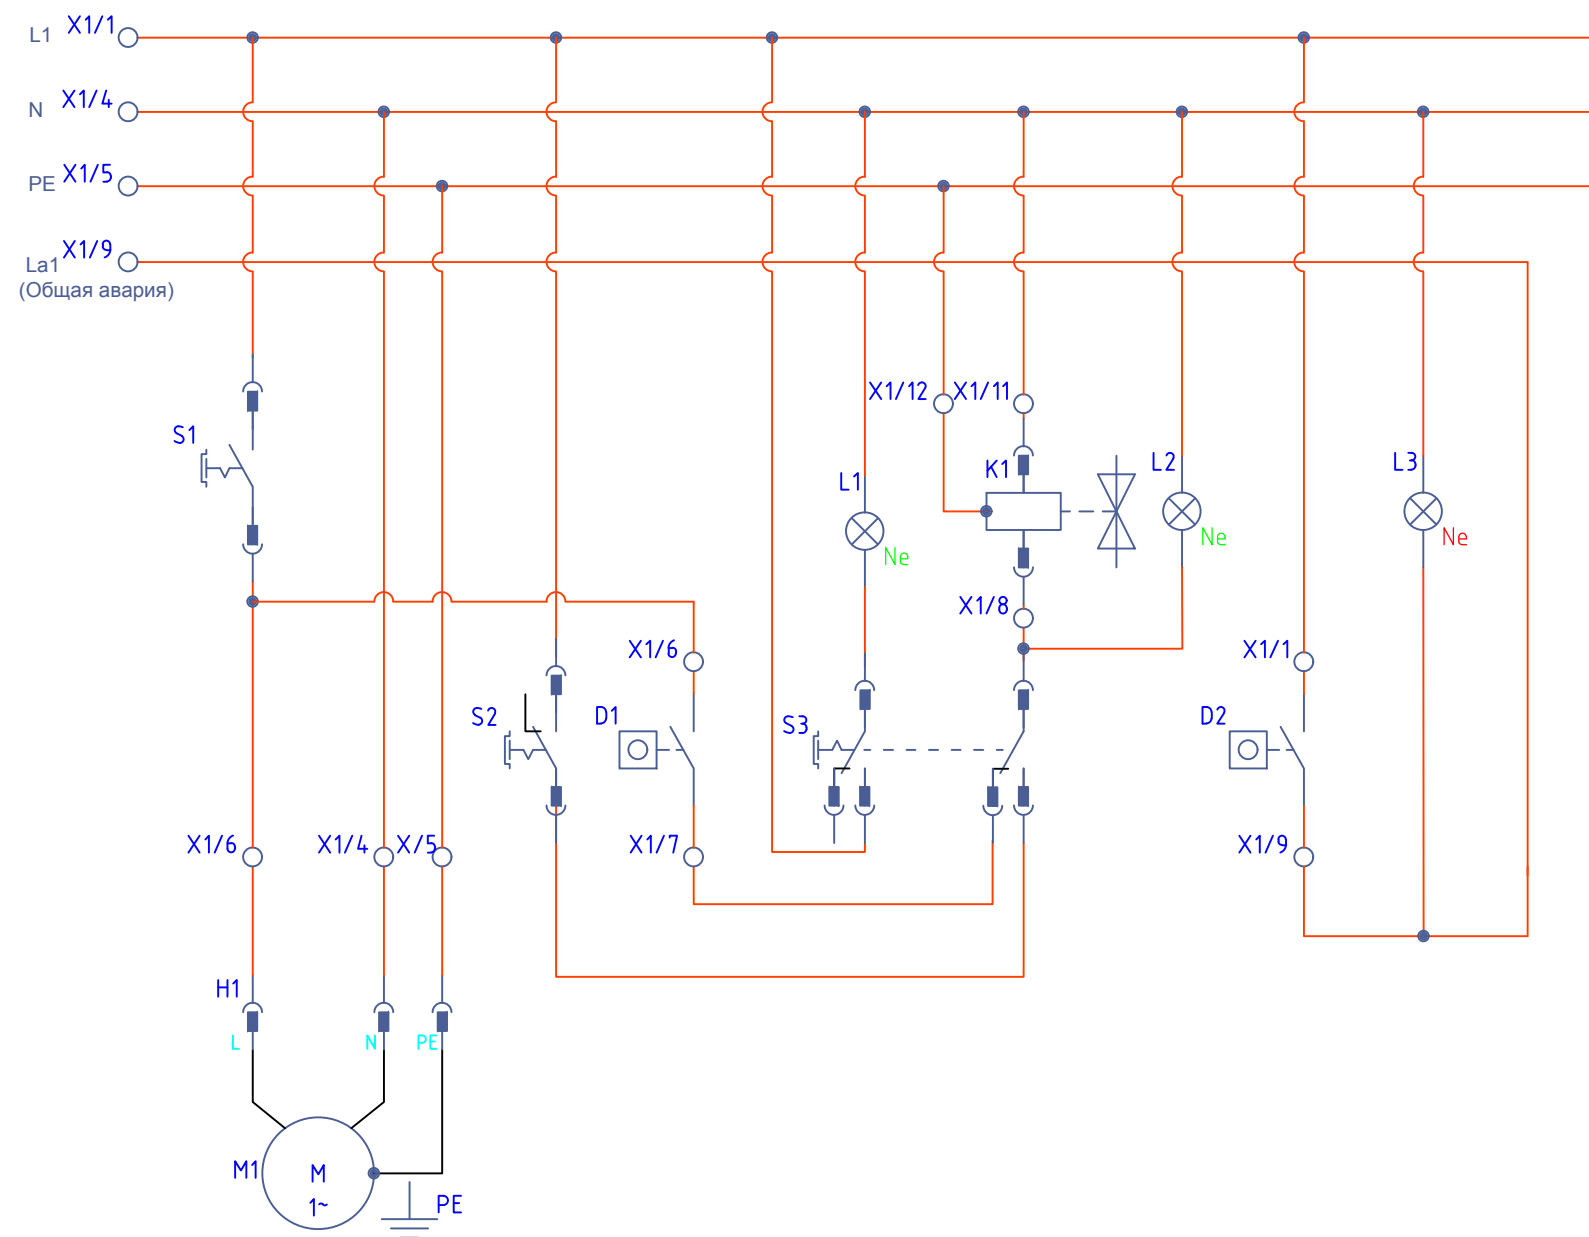 L1 X1/1
N X1/4
PE X1/5
La1 X1/9
(Общая авария)
X1/12 X1/11
S1
K1
L2
L3
L1
Ne
Ne
Ne
X1/8
X1/6
X1/1
S2
D1
S3
D2
X1/6
X1/4
X/5
X1/7
X1/9
H1
L
N
PE
M1
M
1~
PE